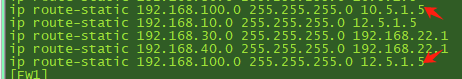 ip route-static 192.168.100.0 255.255.255.0 10.5.1.5
ip route-static 192.168.10.0 255.255.255.0 12.5.1.5
ip route-static 192.168.30.0 255.255.255.0 192.168.22.1
ip route-static 192.168.40.0 255.255.255.0 192.168.22.1
ip route-static 192.168.100.0 255.255.255.0 12.5.1.5
[FW1]